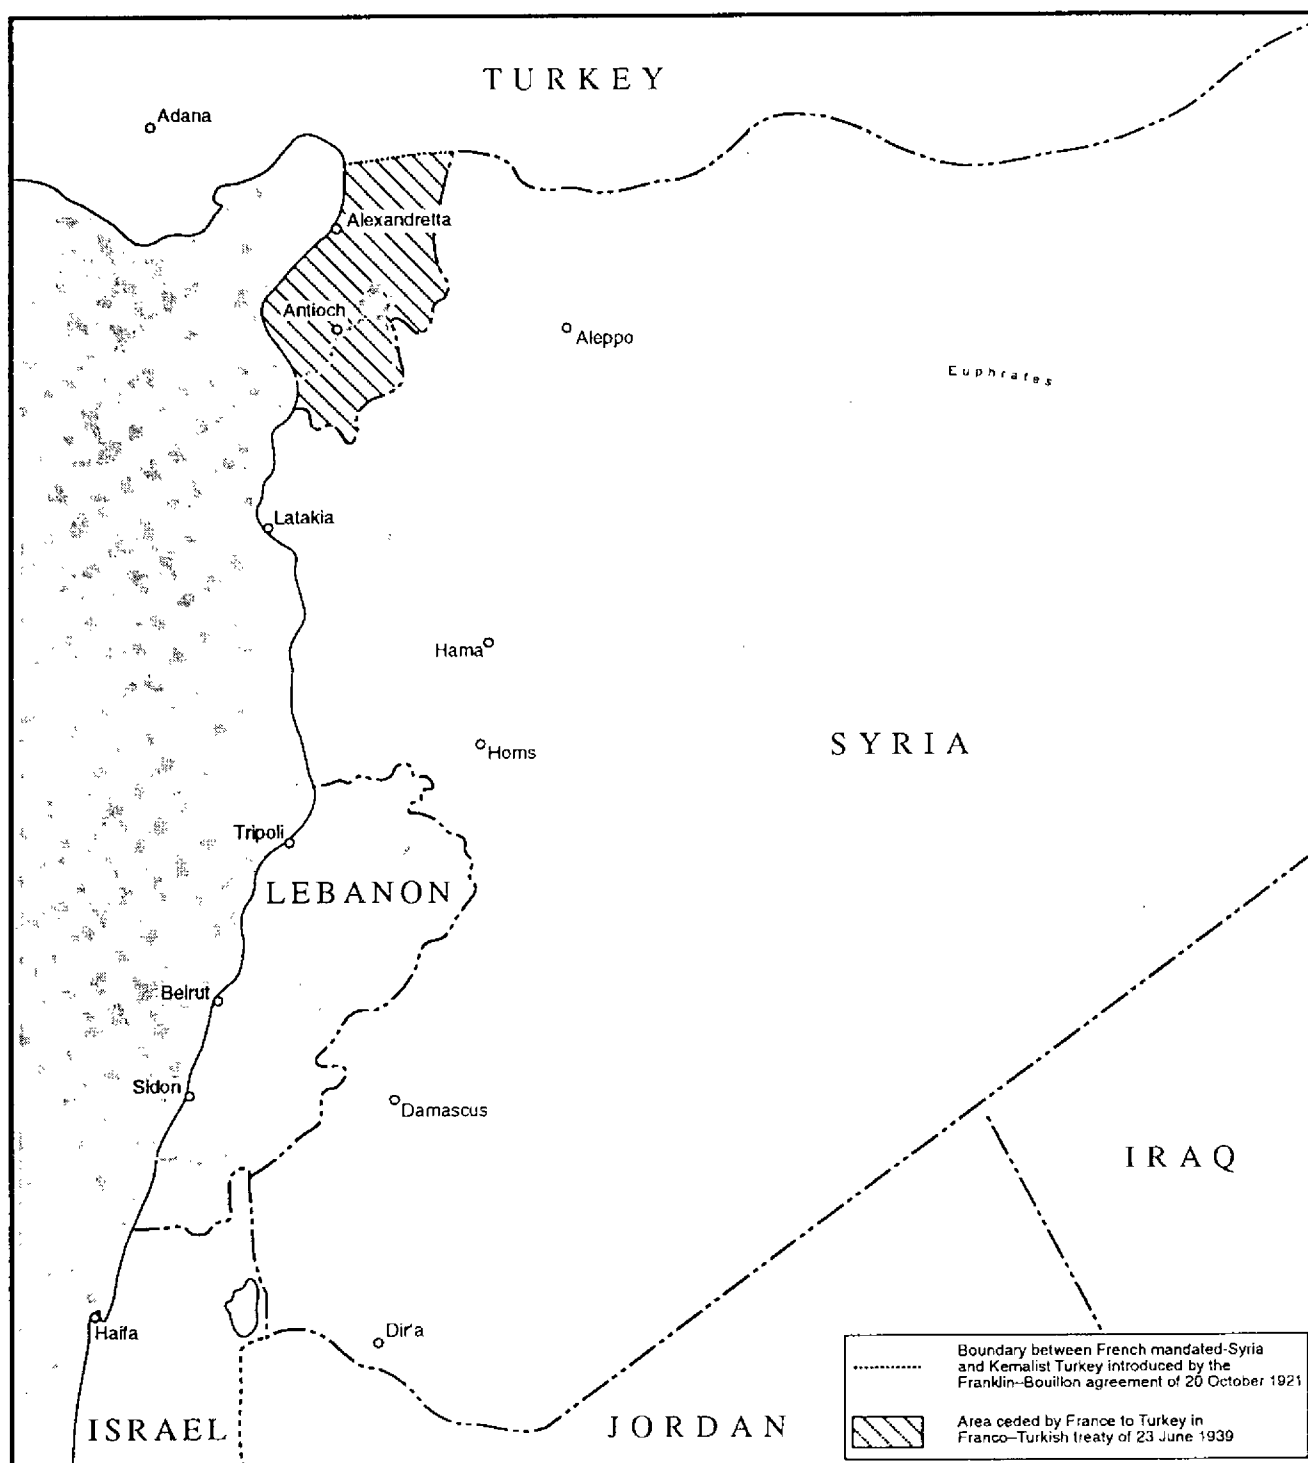 TURKEY
Adana
Alexandretta
Antioch
Aleppo
Euphrates
Latakia
Hama
Homs
SYRIA
Tripoli
LEBANON
Beirut
Sidon
Damascus
IRAQ
Haifa
Dir'a
ISRAEL
JORDAN
Boundary between French mandated-Syria
and Kemalist Turkey introduced by the
Franklin–Bouillon agreement of 20 October 1921
Area ceded by France to Turkey in
Franco–Turkish treaty of 23 June 1939